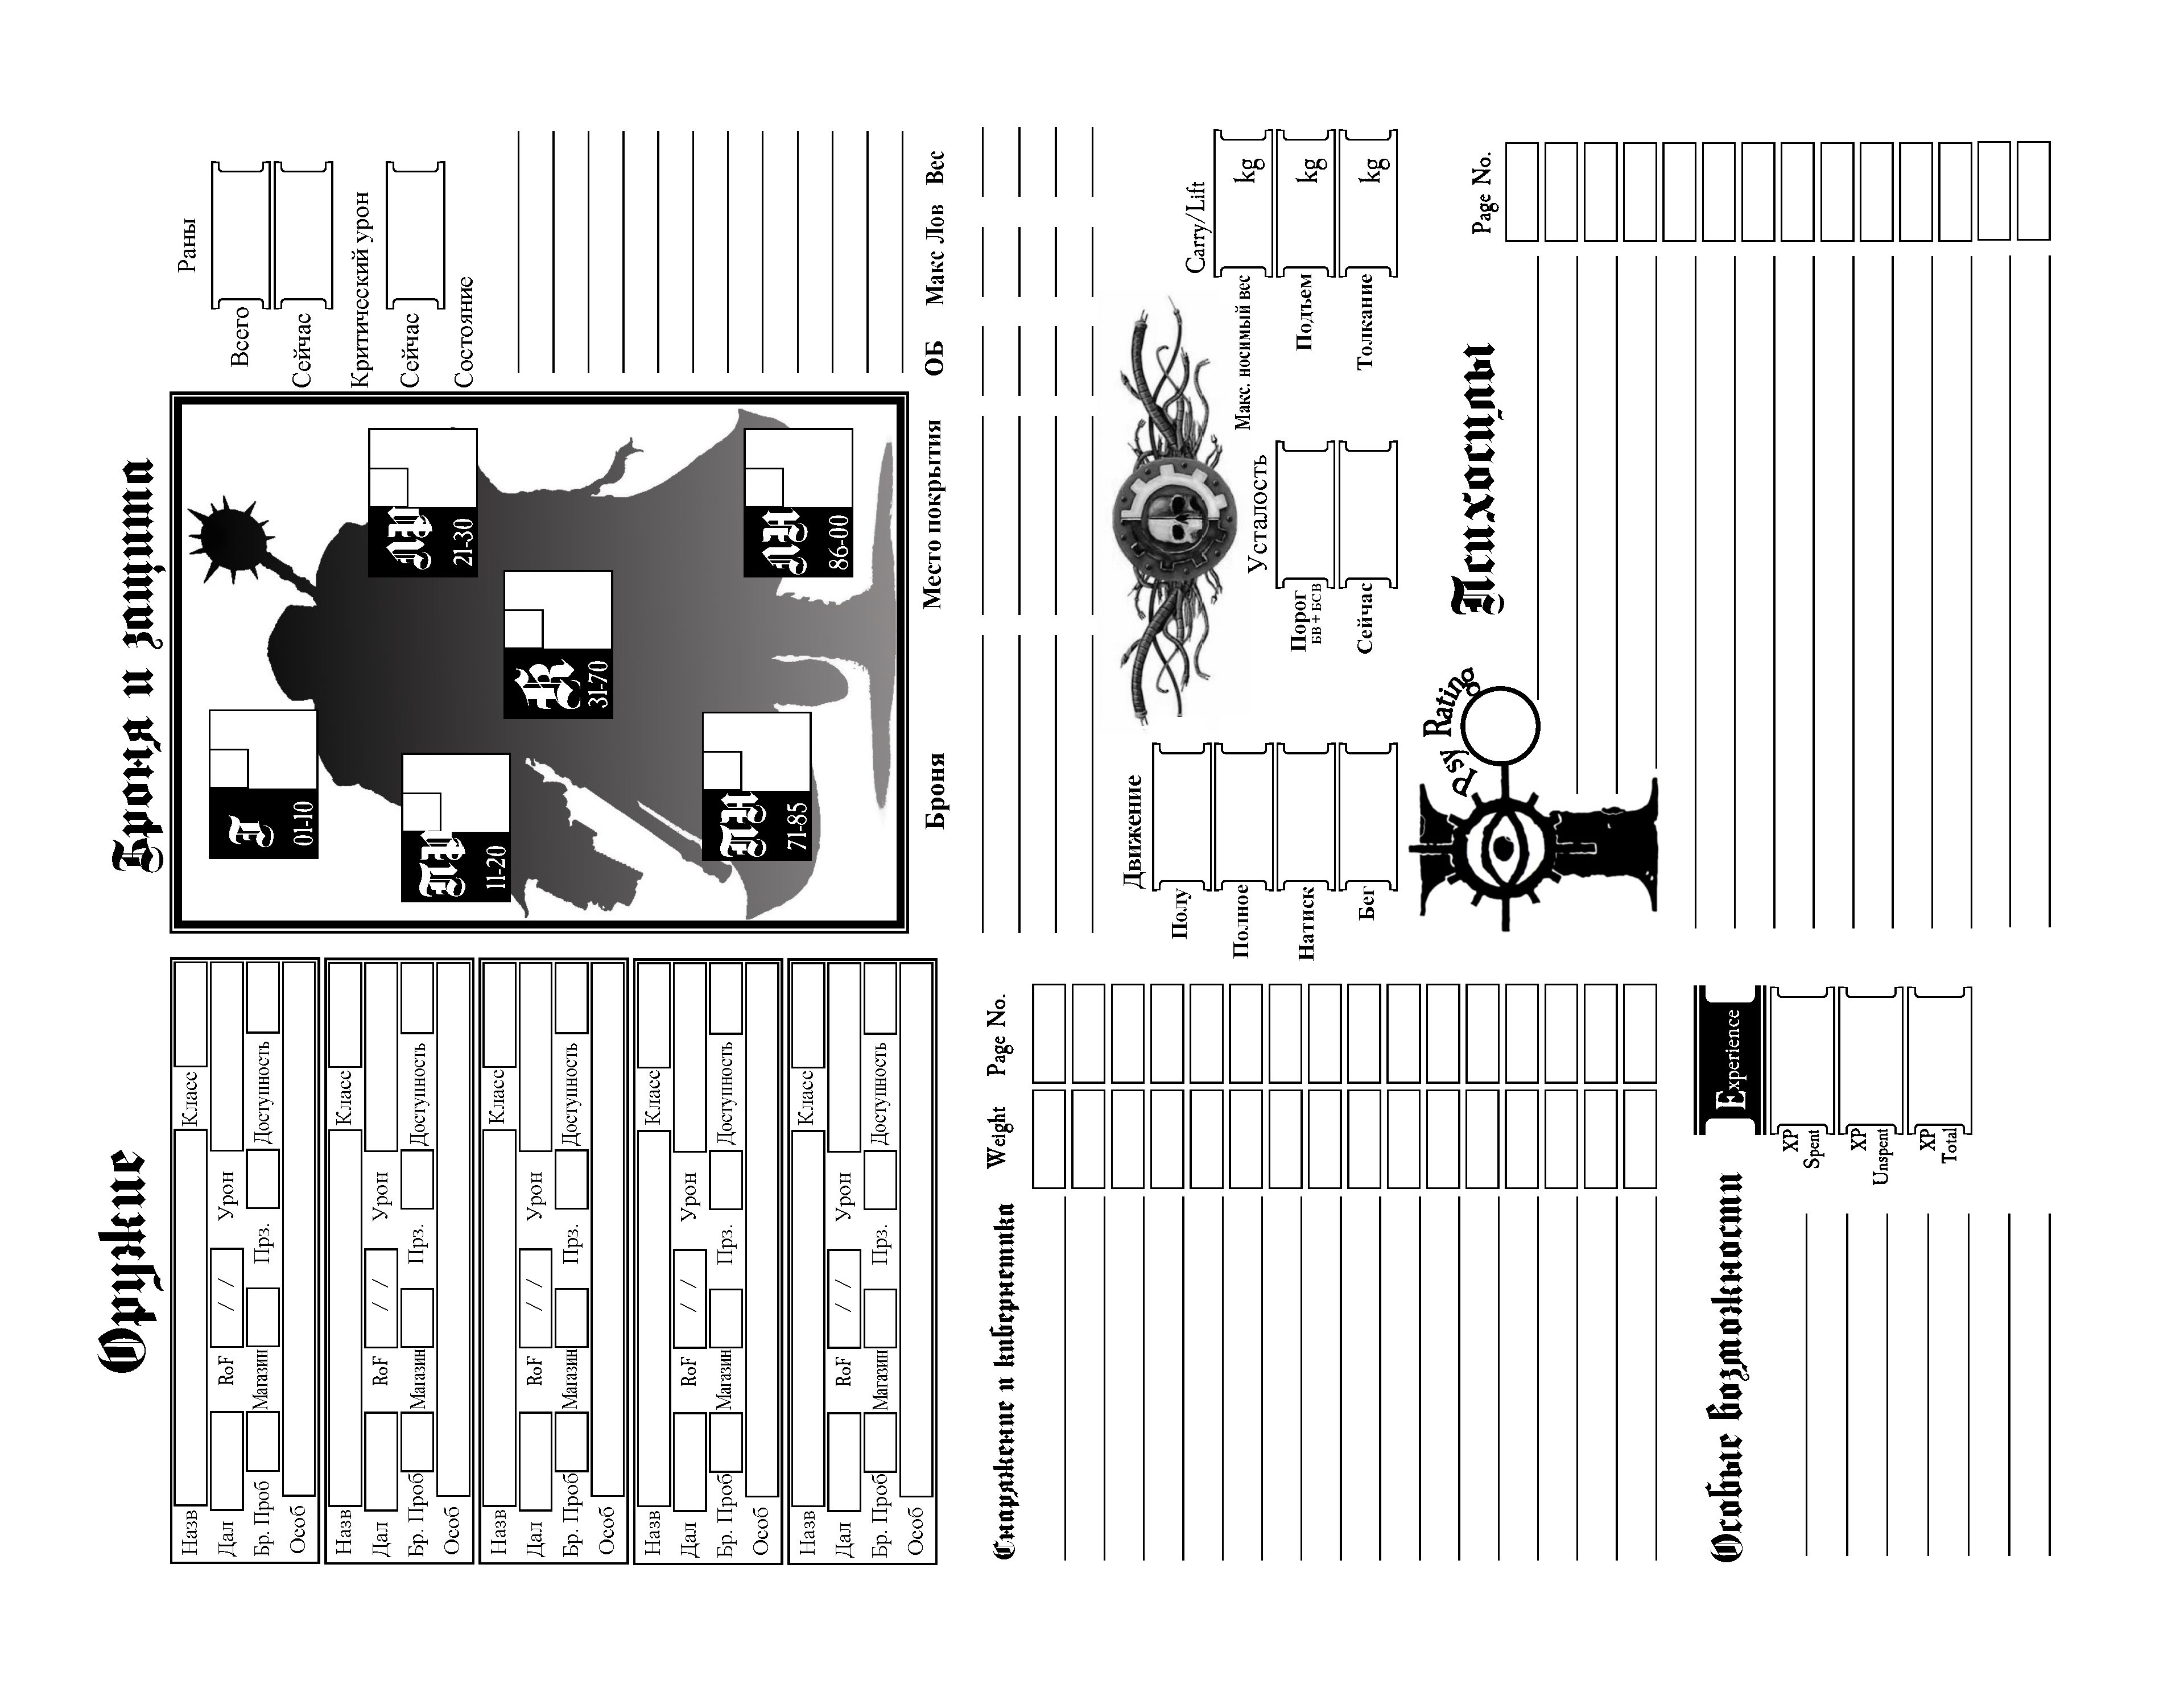 Оружие
Назв Класс
Дал RoF / / Урон
Бр. Проб Магазин Прз. Доступность
Особ
Назв Класс
Дал RoF / / Урон
Бр. Проб Магазин Прз. Доступность
Особ
Назв Класс
Дал RoF / / Урон
Бр. Проб Магазин Прз. Доступность
Особ
Назв Класс
Дал RoF / / Урон
Бр. Проб Магазин Прз. Доступность
Особ
Назв Класс
Дал RoF / / Урон
Бр. Проб Магазин Прз. Доступность
Особ
Снаряжение и кибернетика Weight Page No.
Особые возможности
Experience
XP
Spent
XP
Unspent
XP
Total
Броня и защита
Г
01-10
11-20
21-30
31-70
71-85
86-00
Раны
Всего
Сейчас
Критический урон
Сейчас
Состояние
Броня Место покрытия ОБ Макс Лов Вес
Движение
Полу
Полное
Натиск
Бег
Усталость
Порог
БВ + БСВ
Сейчас
Carry/Lift
Макс. носимый вес kg
Подъем kg
Толкание kg
Psy Rating
Психосилы Page No.